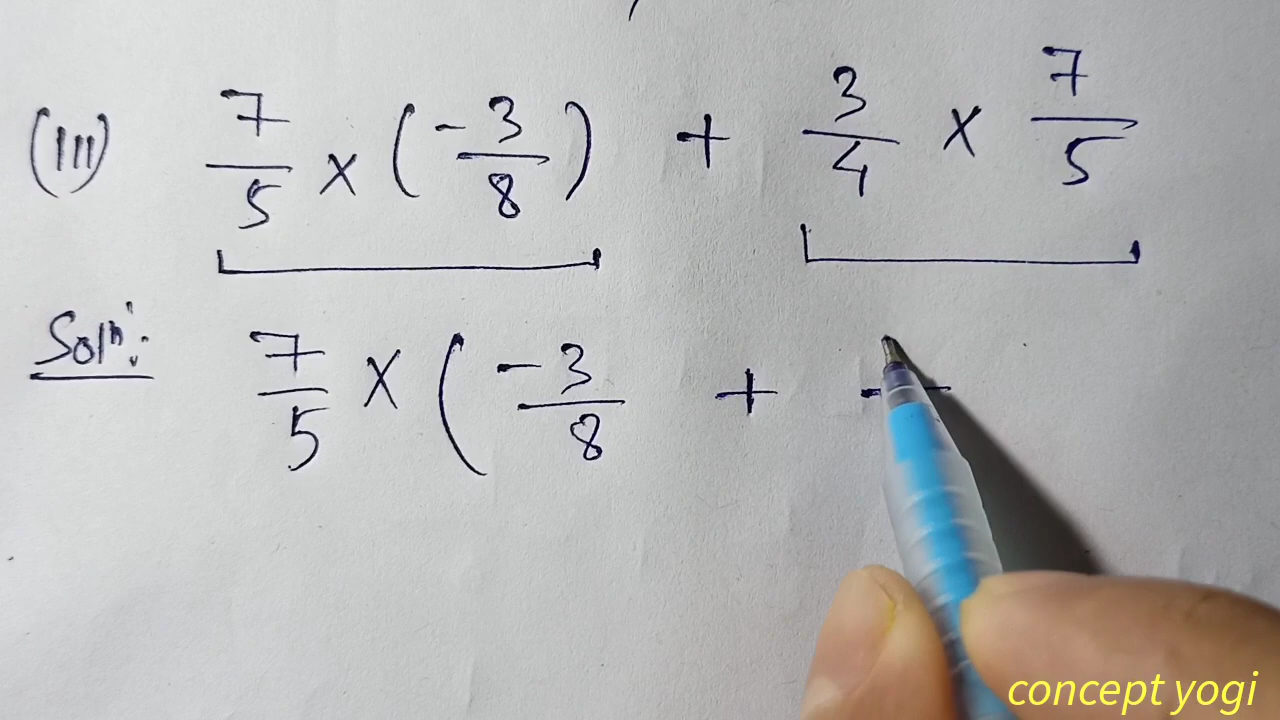 (III) 7/5 × (-3/8) + 3/4 × 7/5
Soln: 7/5 × (-3/8 +
concept yogi